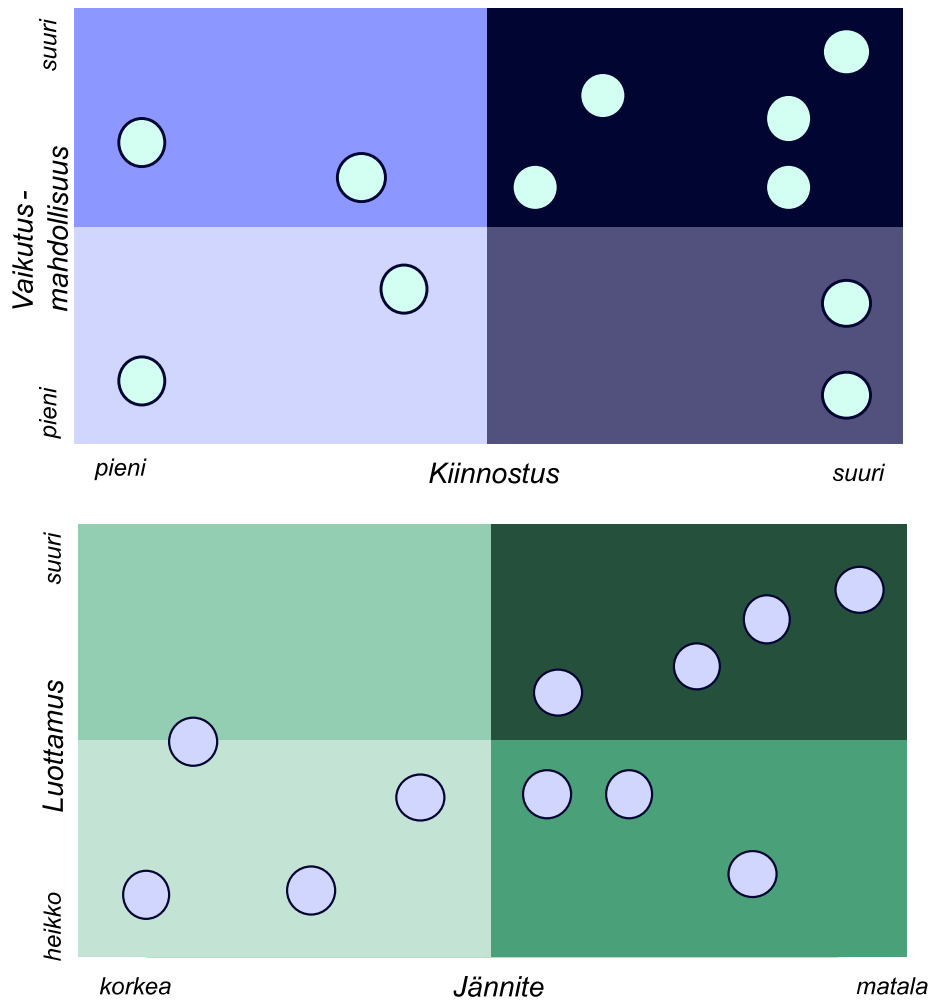 suuri
Vaikutus-
mahdollisuus
pieni
pieni
Kiinnostus
suuri
suuri
Luottamus
heikko
korkea
Jännite
matala